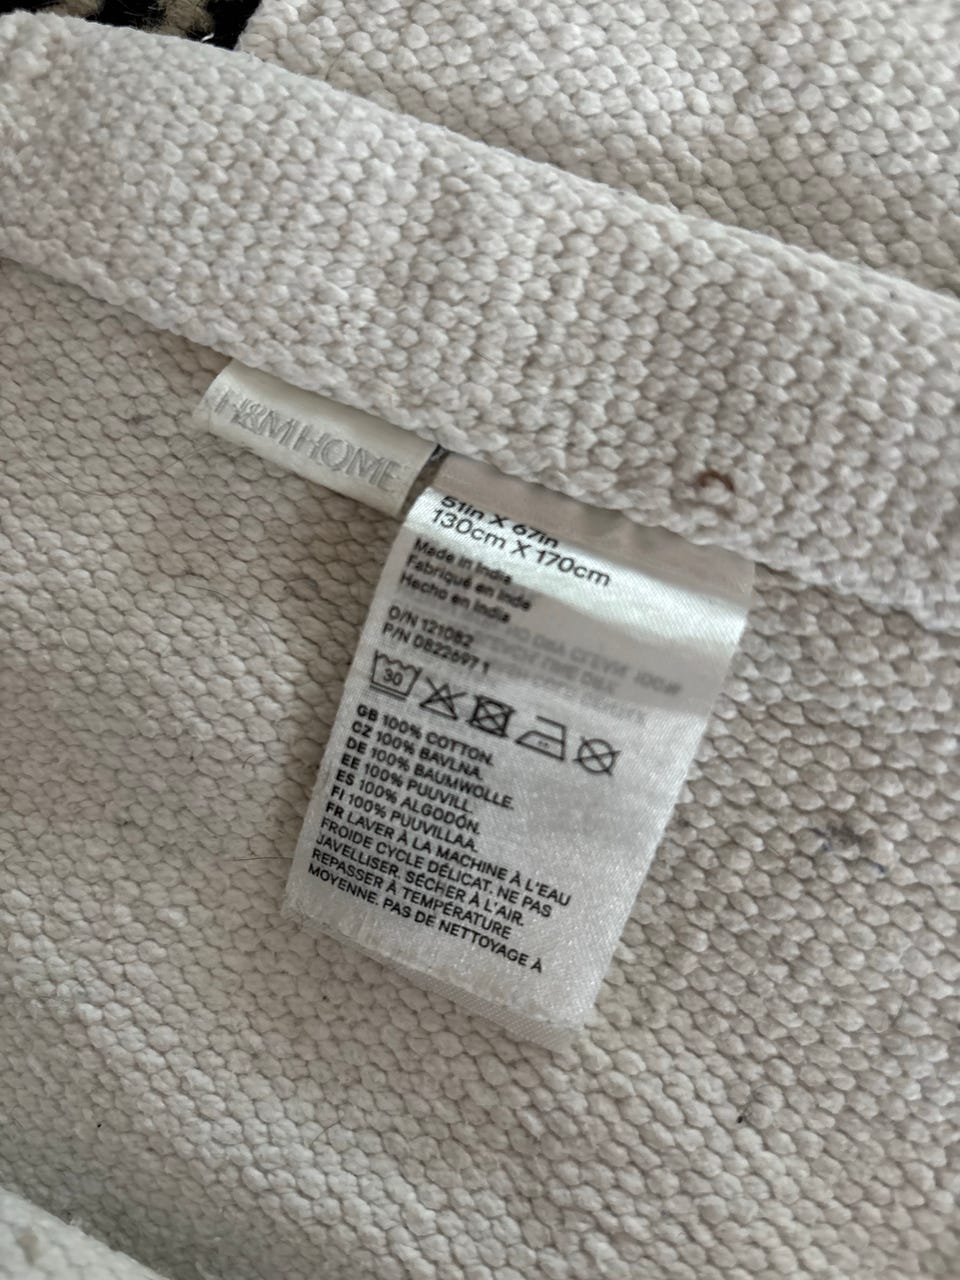 H&M HOME
51in X 67in
130cm X 170cm
Made in India
Fabriqué en Inde
Hecho en India
O/N 121082
P/N 0822697 1
30
GB 100% COTTON.
CZ 100% BAVLNA.
DE 100% BAUMWOLLE.
EE 100% PUUVILL.
ES 100% ALGODÓN.
FI 100% PUUVILLAA.
FR LAVER À LA MACHINE À L'EAU
FROIDE CYCLE DÉLICAT. NE PAS
JAVELLISER. SÉCHER À L'AIR.
REPASSER À TEMPÉRATURE
MOYENNE. PAS DE NETTOYAGE À